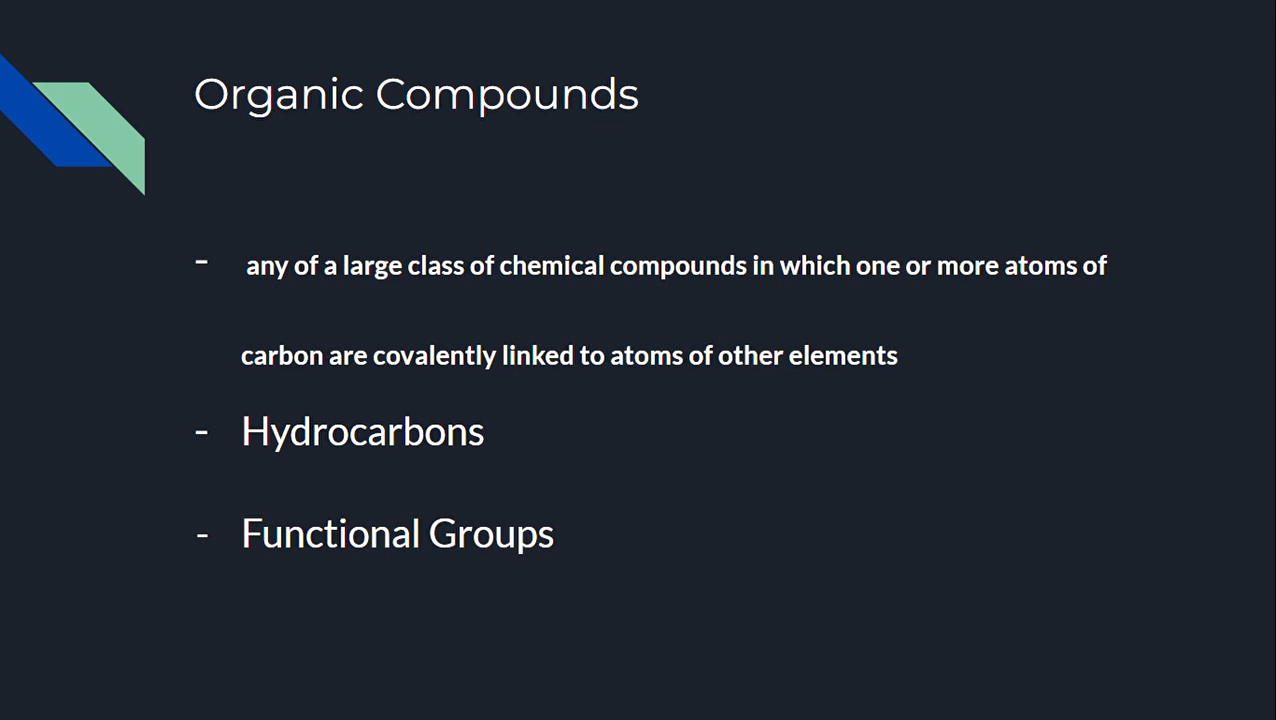 Organic Compounds
- any of a large class of chemical compounds in which one or more atoms of
carbon are covalently linked to atoms of other elements
- Hydrocarbons
- Functional Groups